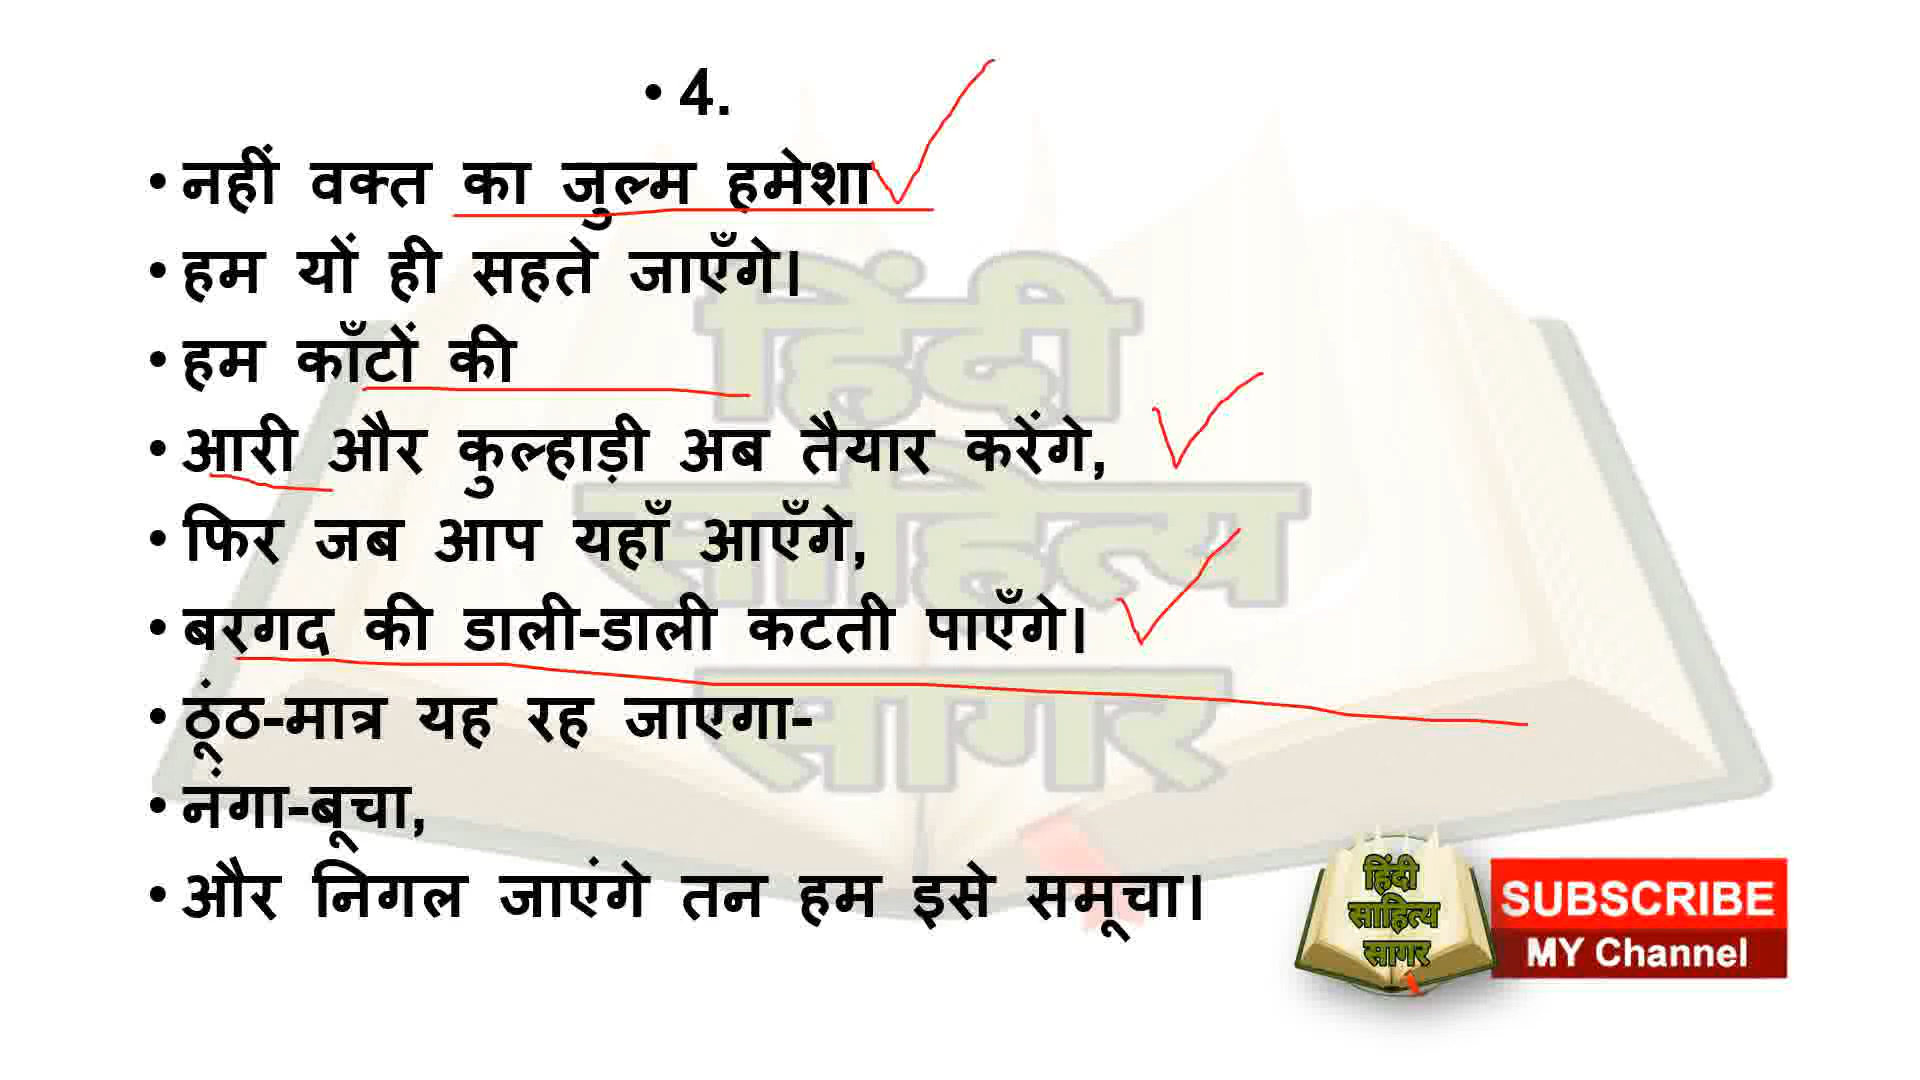 • 4.
• नहीं वक्त का जुल्म हमेशा
• हम यों ही सहते जाएँगे।
• हम काँटों की
• आरी और कुल्हाड़ी अब तैयार करेंगे,
• फिर जब आप यहाँ आएँगे,
• बरगद की डाली-डाली कटती पाएँगे।
• ठूंठ-मात्र यह रह जाएगा-
• नंगा-बूचा,
• और निगल जाएंगे तन हम इसे समूचा।
हिंदी
साहित्य
सागर
हिंदी
साहित्य
सागर
SUBSCRIBE
MY Channel